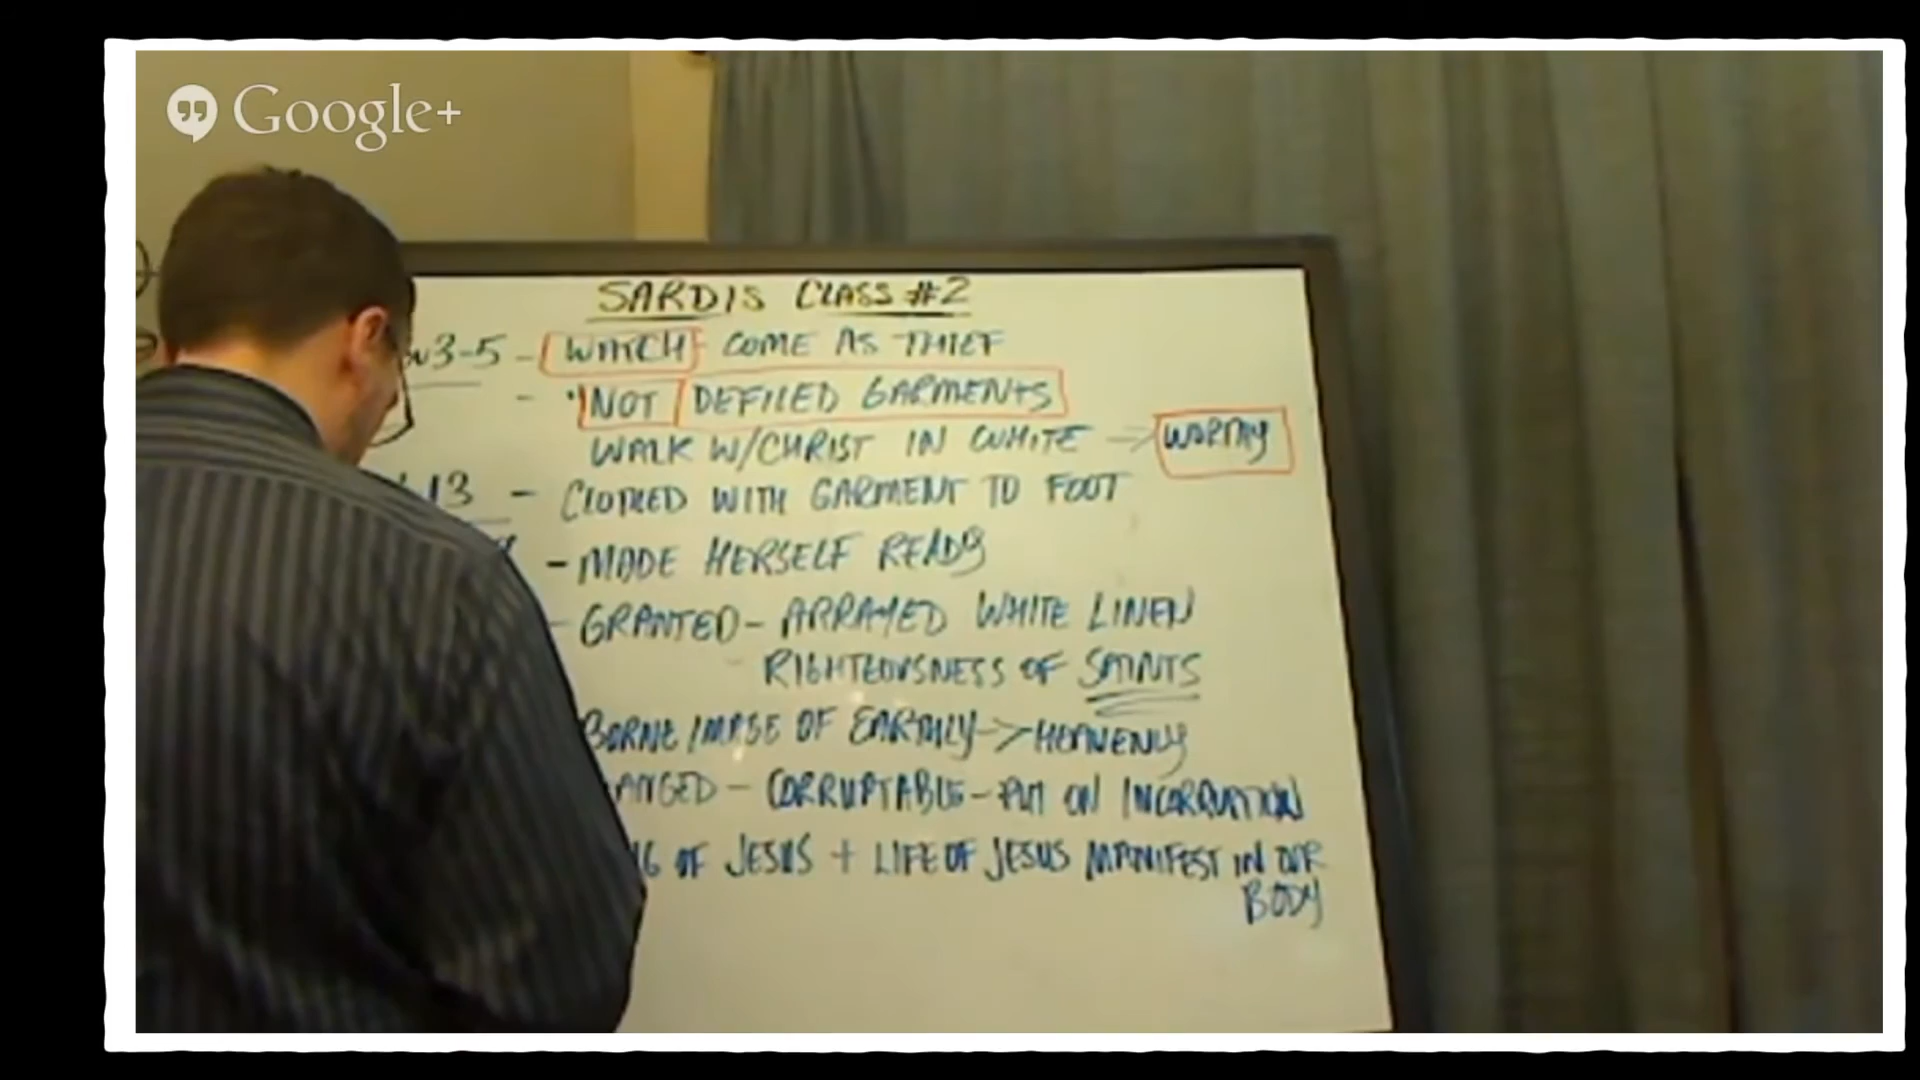 Google+
SARDIS CLASS #2
v3-5 - WATCH - COME AS THIEF
- "NOT DEFILED GARMENTS
WALK W/CHRIST IN WHITE → WORTHY
13 - CLOTHED WITH GARMENT TO FOOT
- MADE HERSELF READY
- GRANTED - ARRAYED WHITE LINEN
RIGHTEOUSNESS OF SAINTS
BORNE IMAGE OF EARTHLY -> HEAVENLY
ANGED - CORRUPTABLE - PUT ON INCORRUPTION
OF JESUS + LIFE OF JESUS MANIFEST IN OUR
BODY